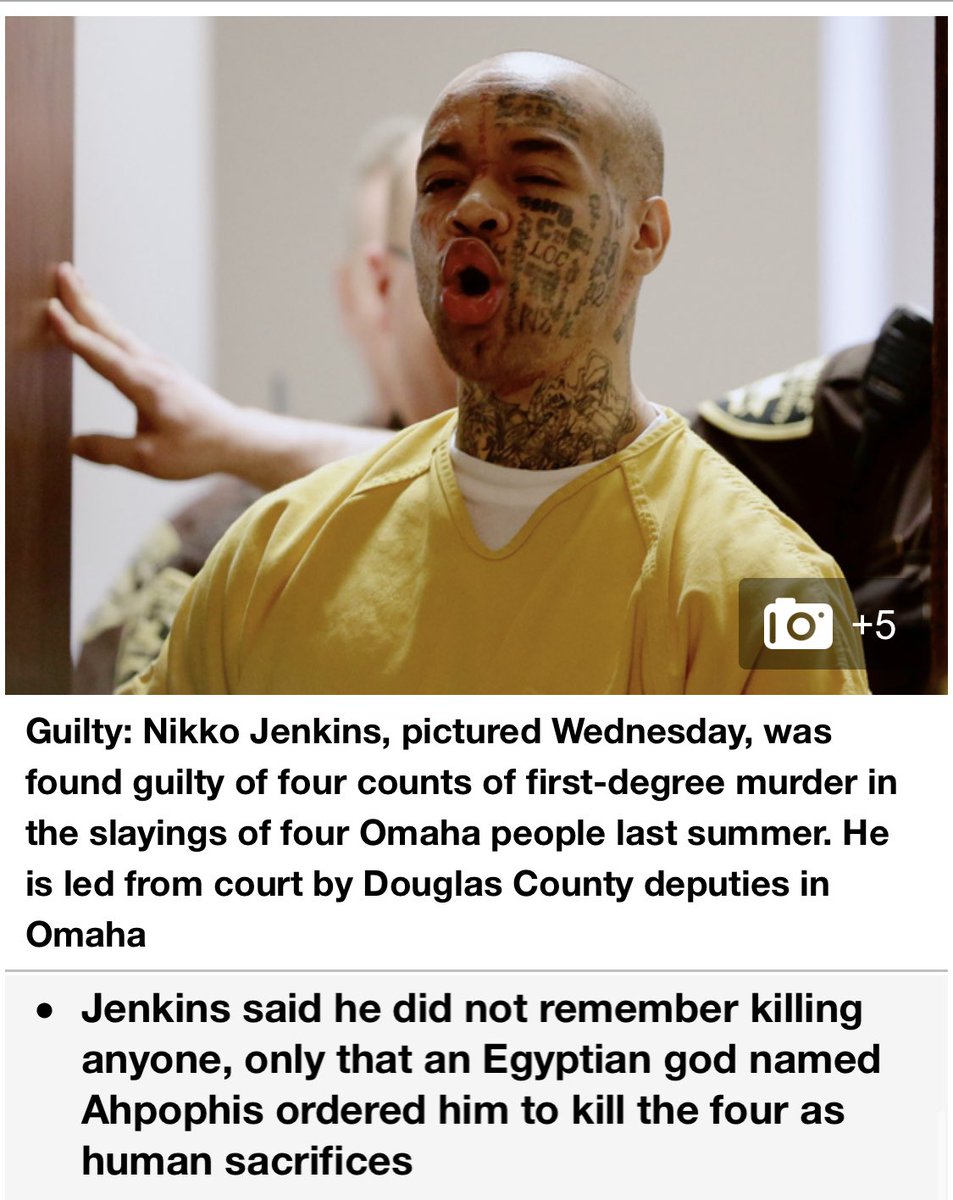 LOC
+5
Guilty: Nikko Jenkins, pictured Wednesday, was
found guilty of four counts of first-degree murder in
the slayings of four Omaha people last summer. He
is led from court by Douglas County deputies in
Omaha
• Jenkins said he did not remember killing
anyone, only that an Egyptian god named
Ahpophis ordered him to kill the four as
human sacrifices